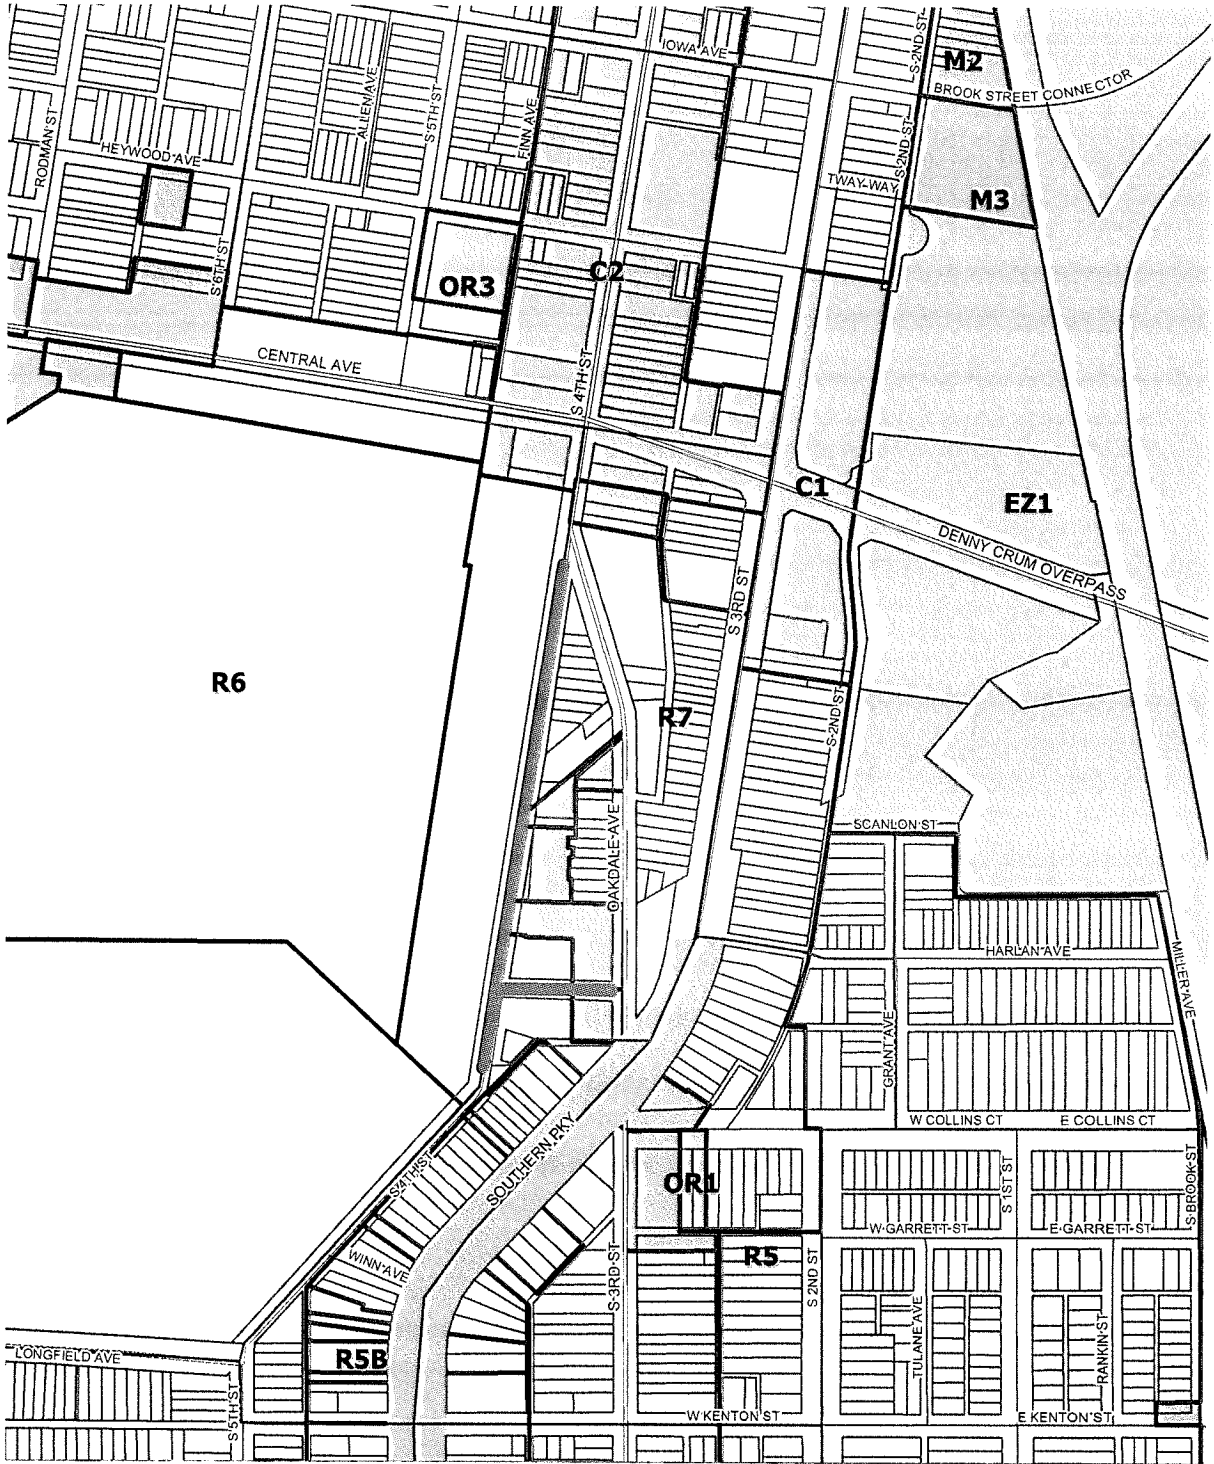 IOWA AVE
S 2ND ST
M2
BROOK STREET CONNECTOR
ALLEN AVE
S 5TH ST
FINN AVE
RODMAN ST
HEYWOOD AVE
S 2ND ST
TWAY WAY
M3
S 6TH ST
OR3
C2
CENTRAL AVE
S 4TH ST
C1
EZ1
DENNY CRUM OVERPASS
S 3RD ST
R6
R7
S 2ND ST
SCANLON ST
OAKDALE AVE
HARLAN AVE
MILLER AVE
GRANT AVE
W COLLINS CT
E COLLINS CT
SOUTHERN PKY
S 4TH ST
OR1
S 1ST ST
S BROOK ST
W GARRETT ST
E GARRETT ST
WINN AVE
S 3RD ST
R5
S 2ND ST
TULANE AVE
RANKIN ST
LONGFIELD AVE
R5B
S 5TH ST
W KENTON ST
E KENTON ST